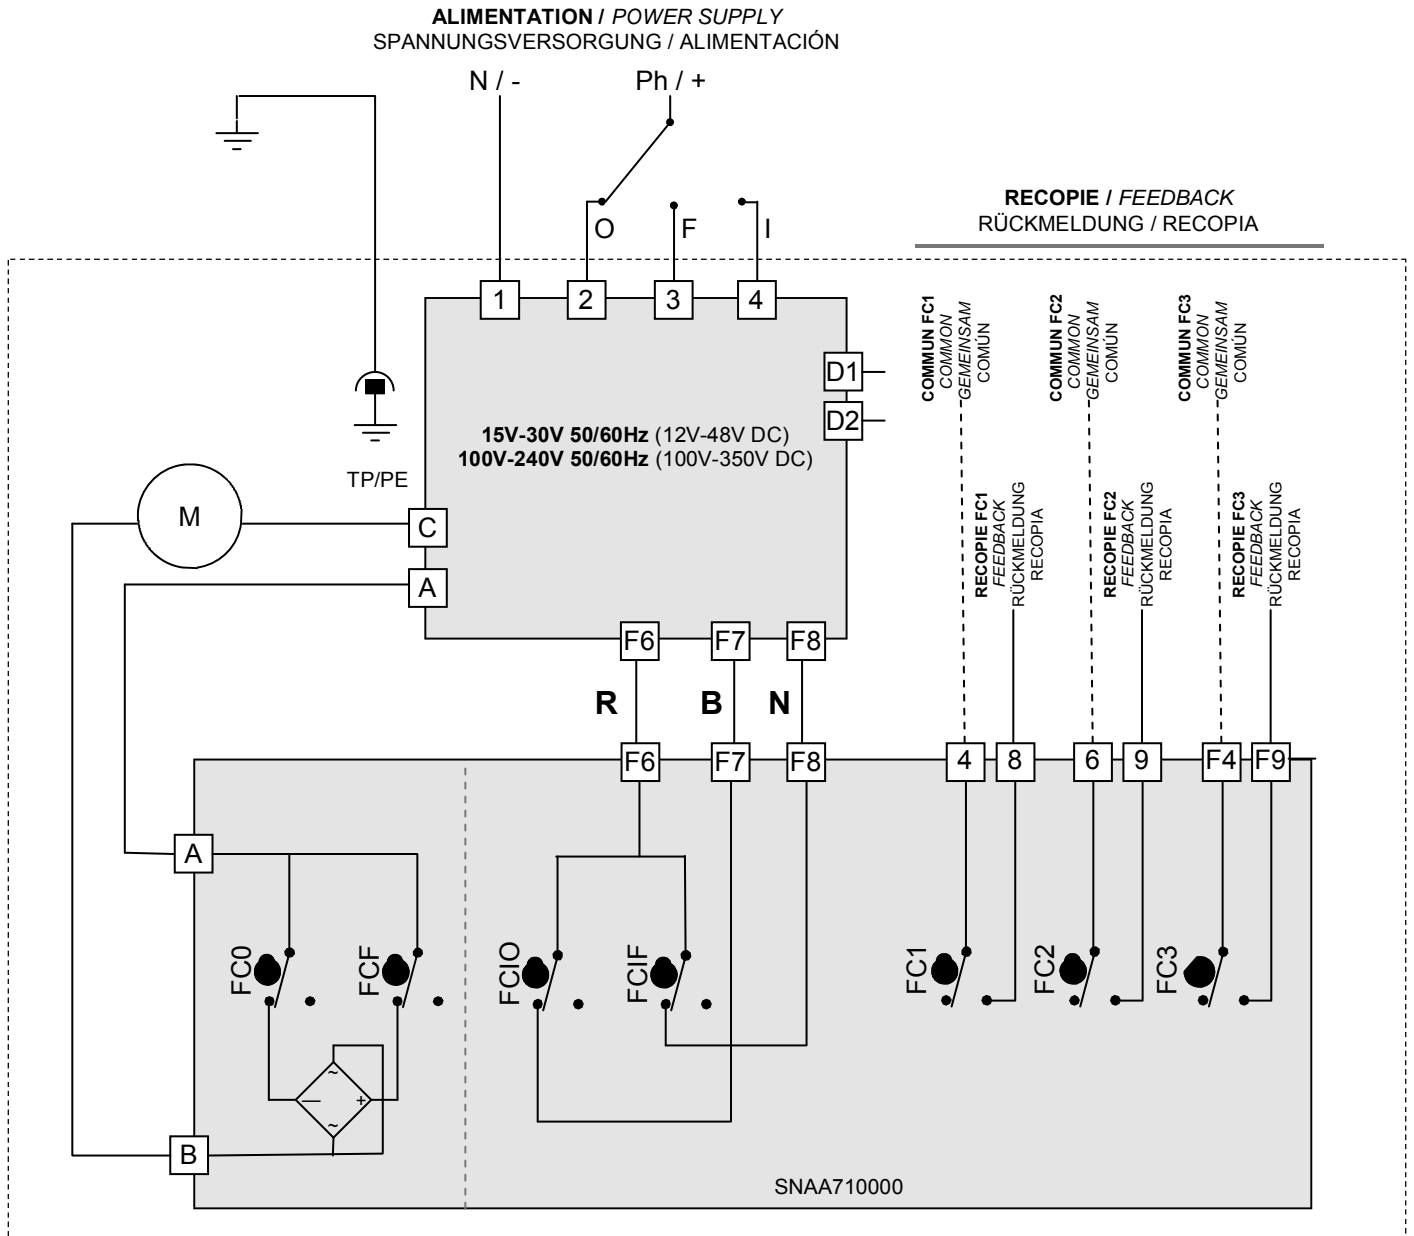 ALIMENTATION / POWER SUPPLY
SPANNUNGSVERSORGUNG / ALIMENTACIÓN
N / -
Ph / +
RECOPIE / FEEDBACK
RÜCKMELDUNG / RECOPIA
O
F
I
1
2
3
4
COMMUN FC1
COMMON
GEMEINSAM
COMÚN
COMMUN FC2
COMMON
GEMEINSAM
COMÚN
COMMUN FC3
COMMON
GEMEINSAM
COMÚN
D1
D2
15V-30V 50/60Hz (12V-48V DC)
100V-240V 50/60Hz (100V-350V DC)
TP/PE
M
C
A
RECOPIE FC1
FEEDBACK
RÜCKMELDUNG
RECOPIA
RECOPIE FC2
FEEDBACK
RÜCKMELDUNG
RECOPIA
RECOPIE FC3
FEEDBACK
RÜCKMELDUNG
RECOPIA
F6
F7
F8
R
B
N
F6
F7
F8
4
8
6
9
F4
F9
A
FC0
FCF
FCIO
FCIF
FC1
FC2
FC3
~
—
+
~
B
SNAA710000